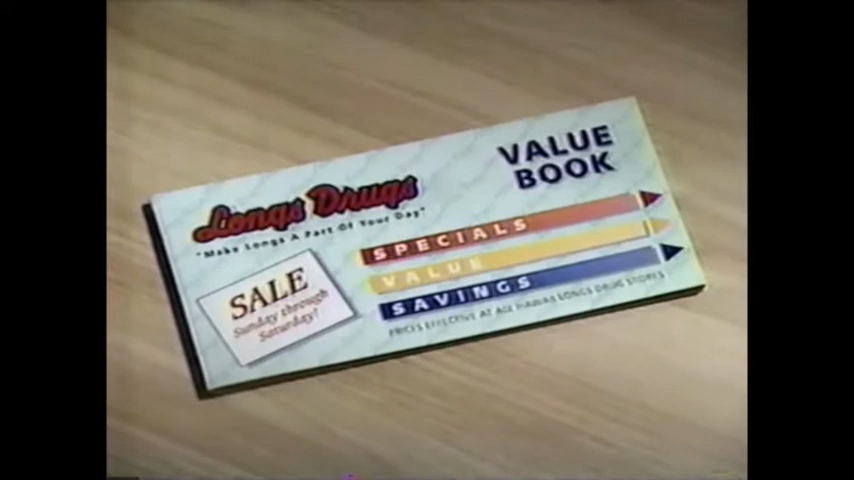 Longs Drugs
"Make Longs A Part Of Your Day"
VALUE
BOOK
SPECIALS
VALUE
SAVINGS
SALE
Sunday through
Saturday!
PRICES EFFECTIVE AT ALL HAWAII LONGS DRUG STORES